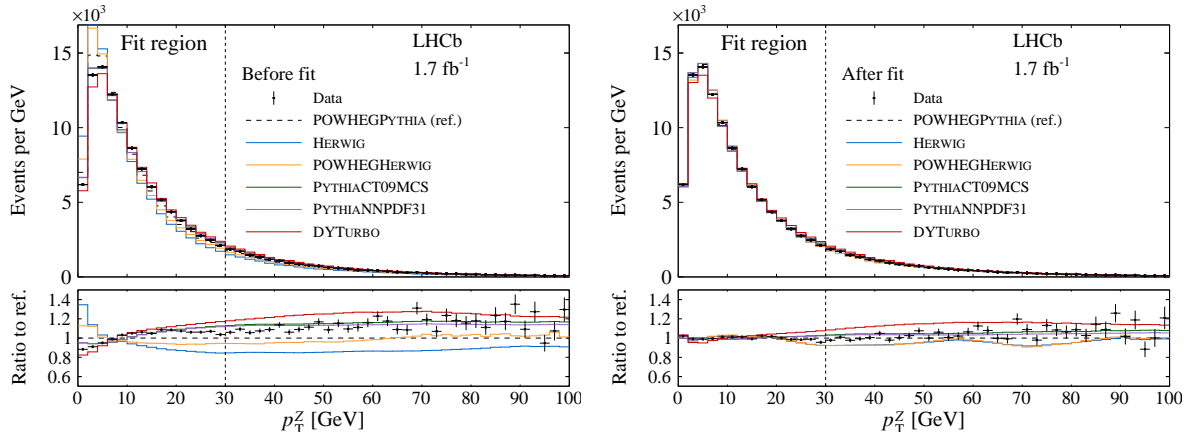 ×10³
Events per GeV
15
10
5
0
Fit region
LHCb
1.7 fb⁻¹
Before fit
Data
POWHEGPYTHIA (ref.)
HERWIG
POWHEGHERWIG
PYTHIACT09MCS
PYTHIANNPDF31
DYTURBO
Ratio to ref.
1.4
1.2
1.0
0.8
0.6
0 10 20 30 40 50 60 70 80 90 100
p_T^Z [GeV]
×10³
Events per GeV
15
10
5
0
Fit region
LHCb
1.7 fb⁻¹
After fit
Data
POWHEGPYTHIA (ref.)
HERWIG
POWHEGHERWIG
PYTHIACT09MCS
PYTHIANNPDF31
DYTURBO
Ratio to ref.
1.4
1.2
1.0
0.8
0.6
0 10 20 30 40 50 60 70 80 90 100
p_T^Z [GeV]